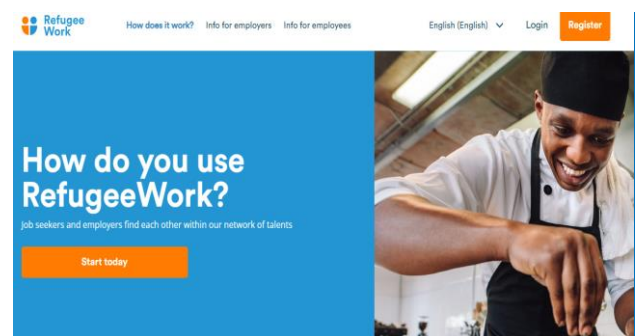 Refugee
Work
How does it work?
Info for employers
Info for employees
English (English)
Login
Register
How do you use
RefugeeWork?
Job seekers and employers find each other within our network of talents
Start today